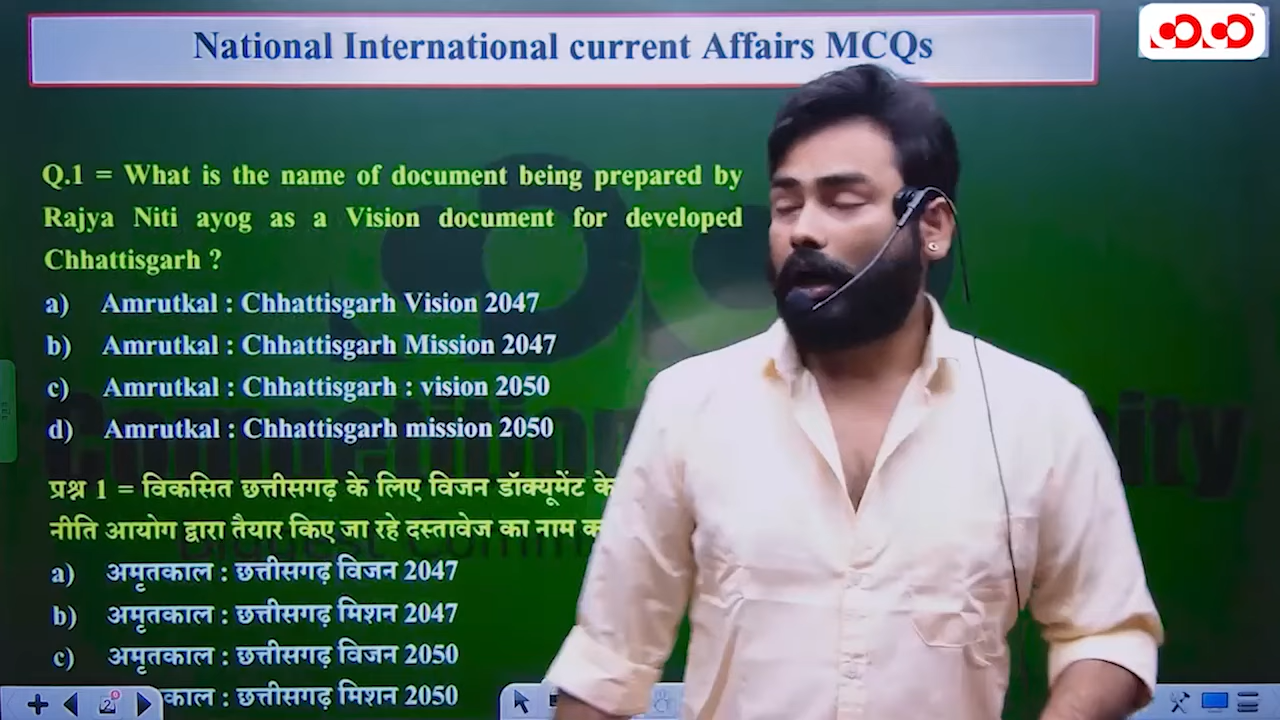 National International current Affairs MCQs
Q.1 = What is the name of document being prepared by
Rajya Niti ayog as a Vision document for developed
Chhattisgarh ?
a) Amrutkal : Chhattisgarh Vision 2047
b) Amrutkal : Chhattisgarh Mission 2047
c) Amrutkal : Chhattisgarh : vision 2050
d) Amrutkal : Chhattisgarh mission 2050
प्रश्न 1 = विकसित छत्तीसगढ़ के लिए विजन डॉक्यूमेंट के
नीति आयोग द्वारा तैयार किए जा रहे दस्तावेज का नाम
a) अमृतकाल : छत्तीसगढ़ विजन 2047
b) अमृतकाल : छत्तीसगढ़ मिशन 2047
c) अमृतकाल : छत्तीसगढ़ विजन 2050
काल : छत्तीसगढ़ मिशन 2050